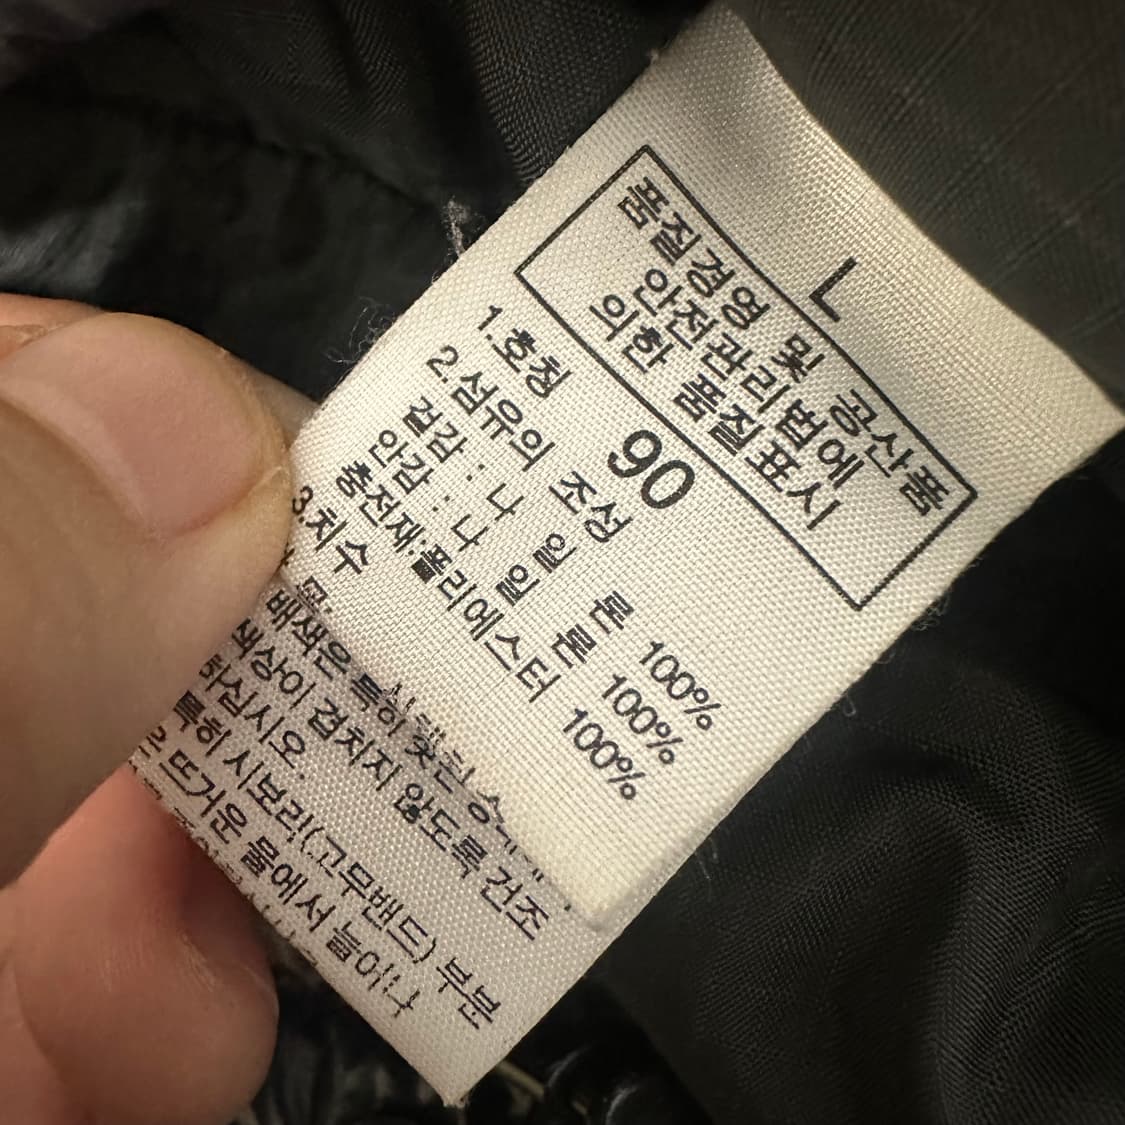 L
품질경영 및 공산품
안전관리법에
의한 품질표시
1.호칭 90
2.섬유의 조성
겉감 : 나 일 론 100%
안감 : 나 일 론 100%
충전재:폴리에스터 100%
3.치수
배색은 특히 젖은
색상이 겹치지 않도록 건조
하십시오.
특히 시보리(고무밴드) 부분
뜨거운 물에서 늘이나